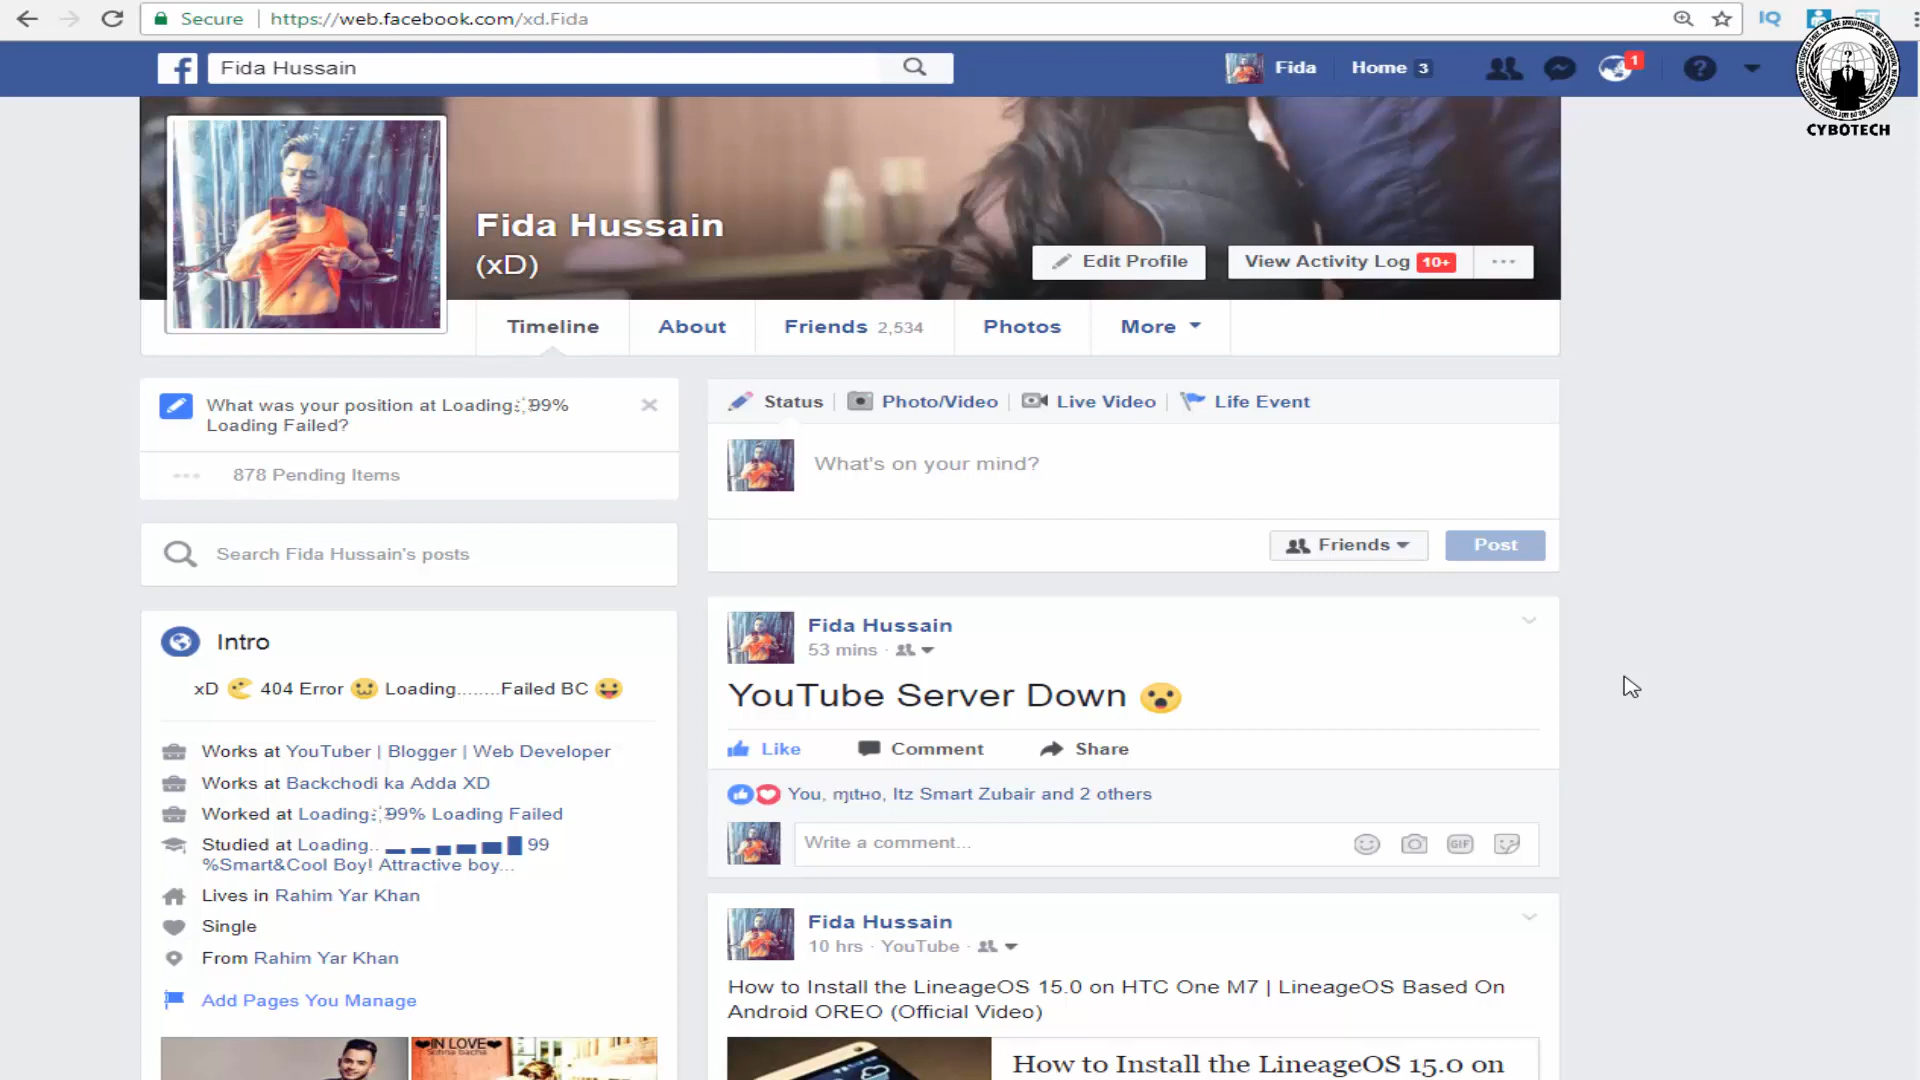 Secure https://web.facebook.com/xd.Fida
IQ
Fida Hussain
Fida Home 3
1
?
CYBOTECH
Fida Hussain
(xD)
Edit Profile View Activity Log 10+ ...
Timeline About Friends 2,534 Photos More
What was your position at Loading 99%
Loading Failed?
878 Pending Items
Search Fida Hussain's posts
Intro
xD 404 Error Loading........Failed BC 😛
Works at YouTuber | Blogger | Web Developer
Works at Backchodi ka Adda XD
Worked at Loading 99% Loading Failed
Studied at Loading.. ▂ ▂ ▃ ▃ ▅ █ 99
%Smart&Cool Boy! Attractive boy...
Lives in Rahim Yar Khan
Single
From Rahim Yar Khan
Add Pages You Manage
❤IN LOVE❤
Status Photo/Video Live Video Life Event
What's on your mind?
Friends Post
Fida Hussain
53 mins ·
YouTube Server Down 😮
Like Comment Share
You, ɱιтнo, Itz Smart Zubair and 2 others
Write a comment...
GIF
Fida Hussain
10 hrs · YouTube ·
How to Install the LineageOS 15.0 on HTC One M7 | LineageOS Based On
Android OREO (Official Video)
How to Install the LineageOS 15.0 on